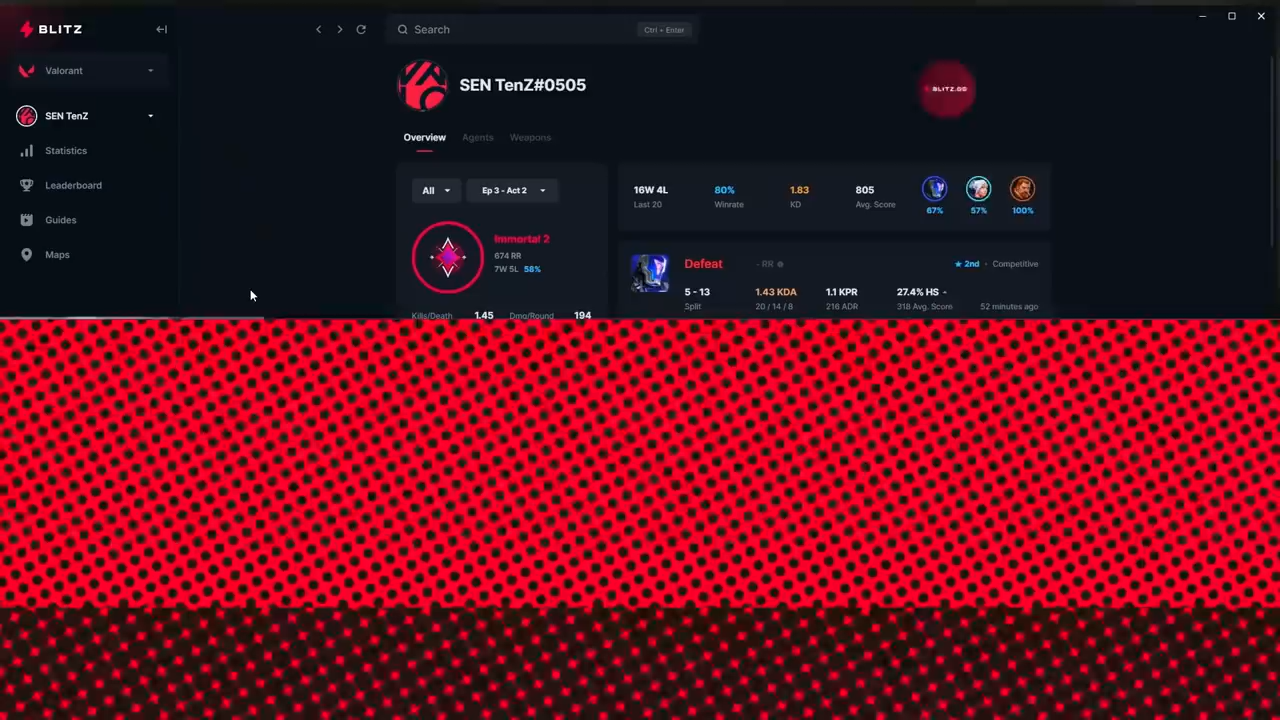 BLITZ
Search
Ctrl + Enter
Valorant
SEN TenZ#0505
BLITZ.GG
SEN TenZ
Overview Agents Weapons
Statistics
Leaderboard
Guides
Maps
All Ep 3 - Act 2
Immortal 2
674 RR
7W 5L 58%
Kills/Death 1.45 Dmg/Round 194
16W 4L 80% 1.83 805
Last 20 Winrate KD Avg. Score
67% 57% 100%
Defeat - RR 2nd • Competitive
5 - 13 1.43 KDA 1.1 KPR 27.4% HS -
Split 20 / 14 / 8 216 ADR 318 Avg. Score 52 minutes ago